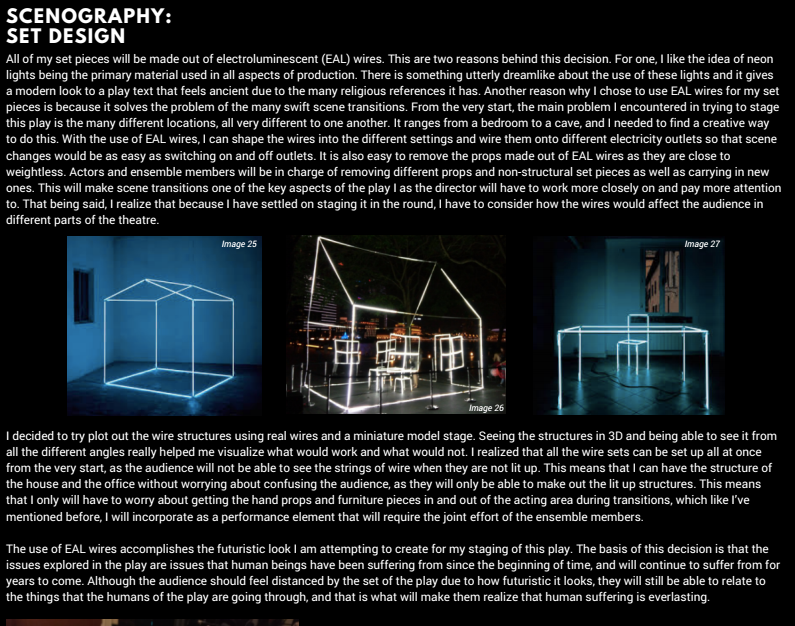 SCENOGRAPHY:
SET DESIGN
All of my set pieces will be made out of electroluminescent (EAL) wires. This are two reasons behind this decision. For one, I like the idea of neon
lights being the primary material used in all aspects of production. There is something utterly dreamlike about the use of these lights and it gives
a modern look to a play text that feels ancient due to the many religious references it has. Another reason why I chose to use EAL wires for my set
pieces is because it solves the problem of the many swift scene transitions. From the very start, the main problem I encountered in trying to stage
this play is the many different locations, all very different to one another. It ranges from a bedroom to a cave, and I needed to find a creative way
to do this. With the use of EAL wires, I can shape the wires into the different settings and wire them onto different electricity outlets so that scene
changes would be as easy as switching on and off outlets. It is also easy to remove the props made out of EAL wires as they are close to
weightless. Actors and ensemble members will be in charge of removing different props and non-structural set pieces as well as carrying in new
ones. This will make scene transitions one of the key aspects of the play I as the director will have to work more closely on and pay more attention
to. That being said, I realize that because I have settled on staging it in the round, I have to consider how the wires would affect the audience in
different parts of the theatre.
Image 25
Image 26
Image 27
I decided to try plot out the wire structures using real wires and a miniature model stage. Seeing the structures in 3D and being able to see it from
all the different angles really helped me visualize what would work and what would not. I realized that all the wire sets can be set up all at once
from the very start, as the audience will not be able to see the strings of wire when they are not lit up. This means that I can have the structure of
the house and the office without worrying about confusing the audience, as they will only be able to make out the lit up structures. This means
that I only will have to worry about getting the hand props and furniture pieces in and out of the acting area during transitions, which like I've
mentioned before, I will incorporate as a performance element that will require the joint effort of the ensemble members.
The use of EAL wires accomplishes the futuristic look I am attempting to create for my staging of this play. The basis of this decision is that the
issues explored in the play are issues that human beings have been suffering from since the beginning of time, and will continue to suffer from for
years to come. Although the audience should feel distanced by the set of the play due to how futuristic it looks, they will still be able to relate to
the things that the humans of the play are going through, and that is what will make them realize that human suffering is everlasting.